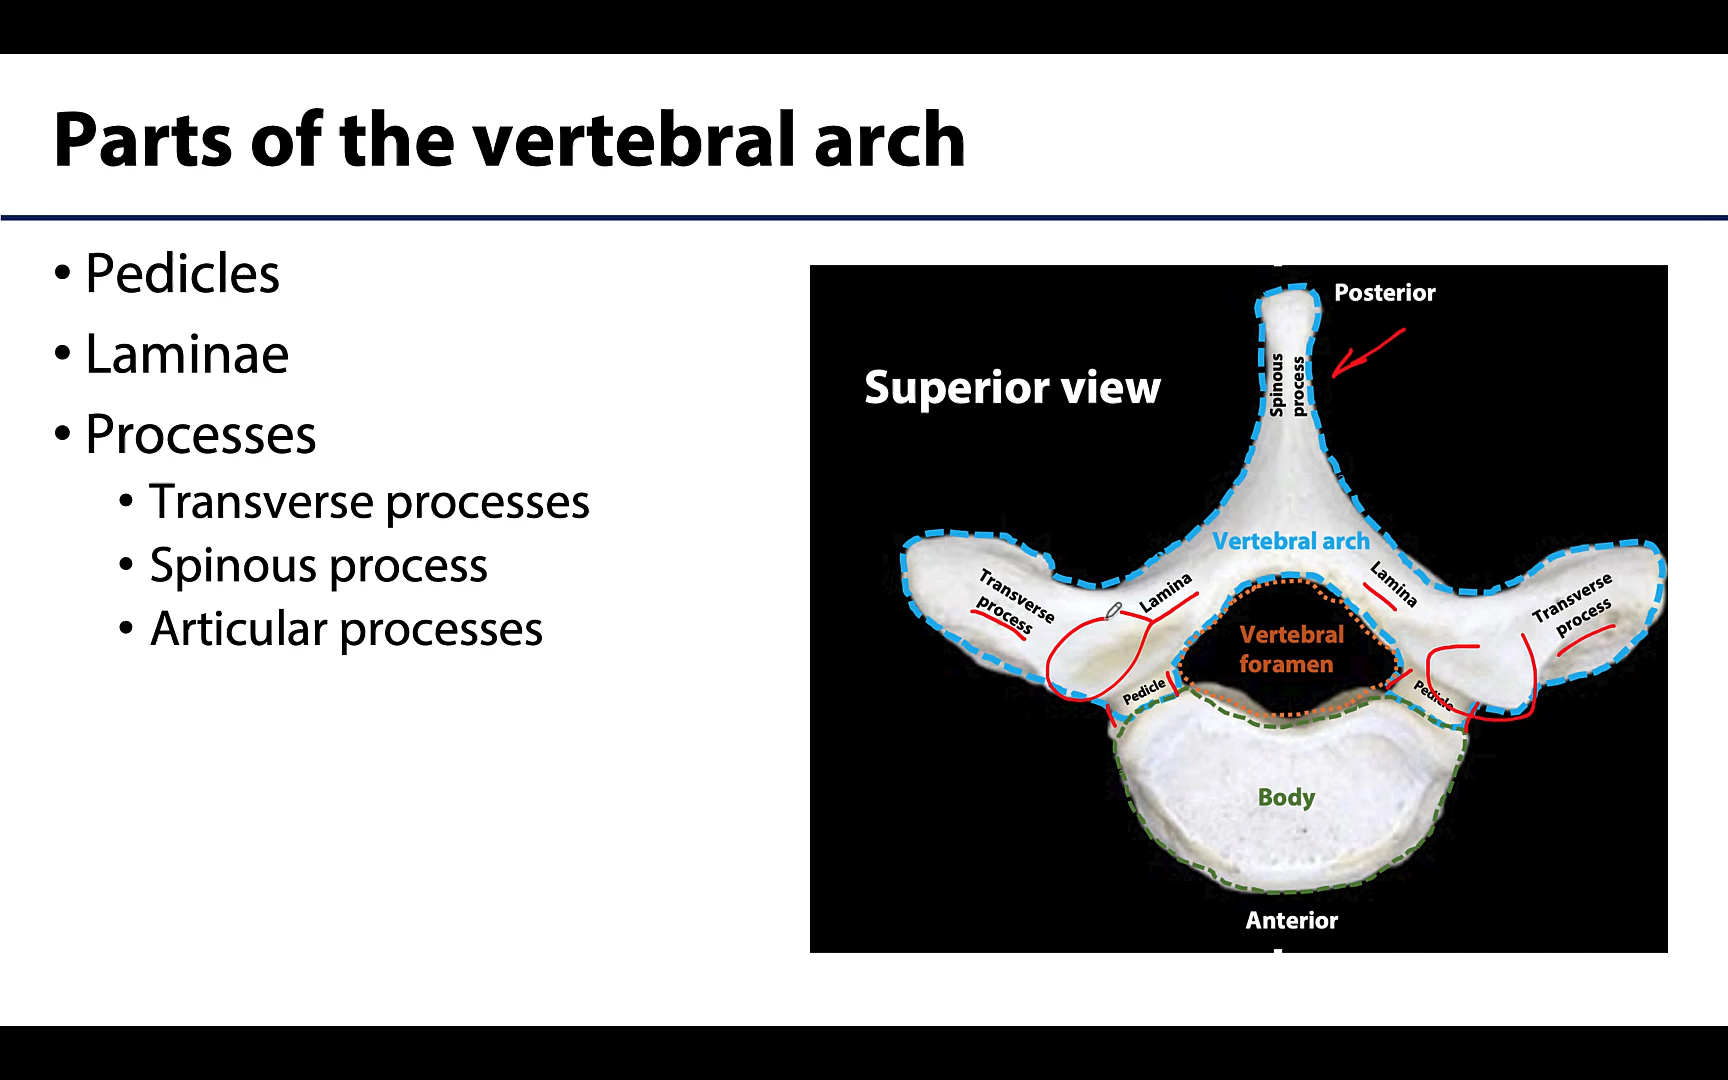 Parts of the vertebral arch
• Pedicles
• Laminae
• Processes
• Transverse processes
• Spinous process
• Articular processes
Posterior
Superior view
Spinous
process
Vertebral arch
Transverse
process
Lamina
Lamina
Transverse
process
Vertebral
foramen
Pedicle
Pedicle
Body
Anterior